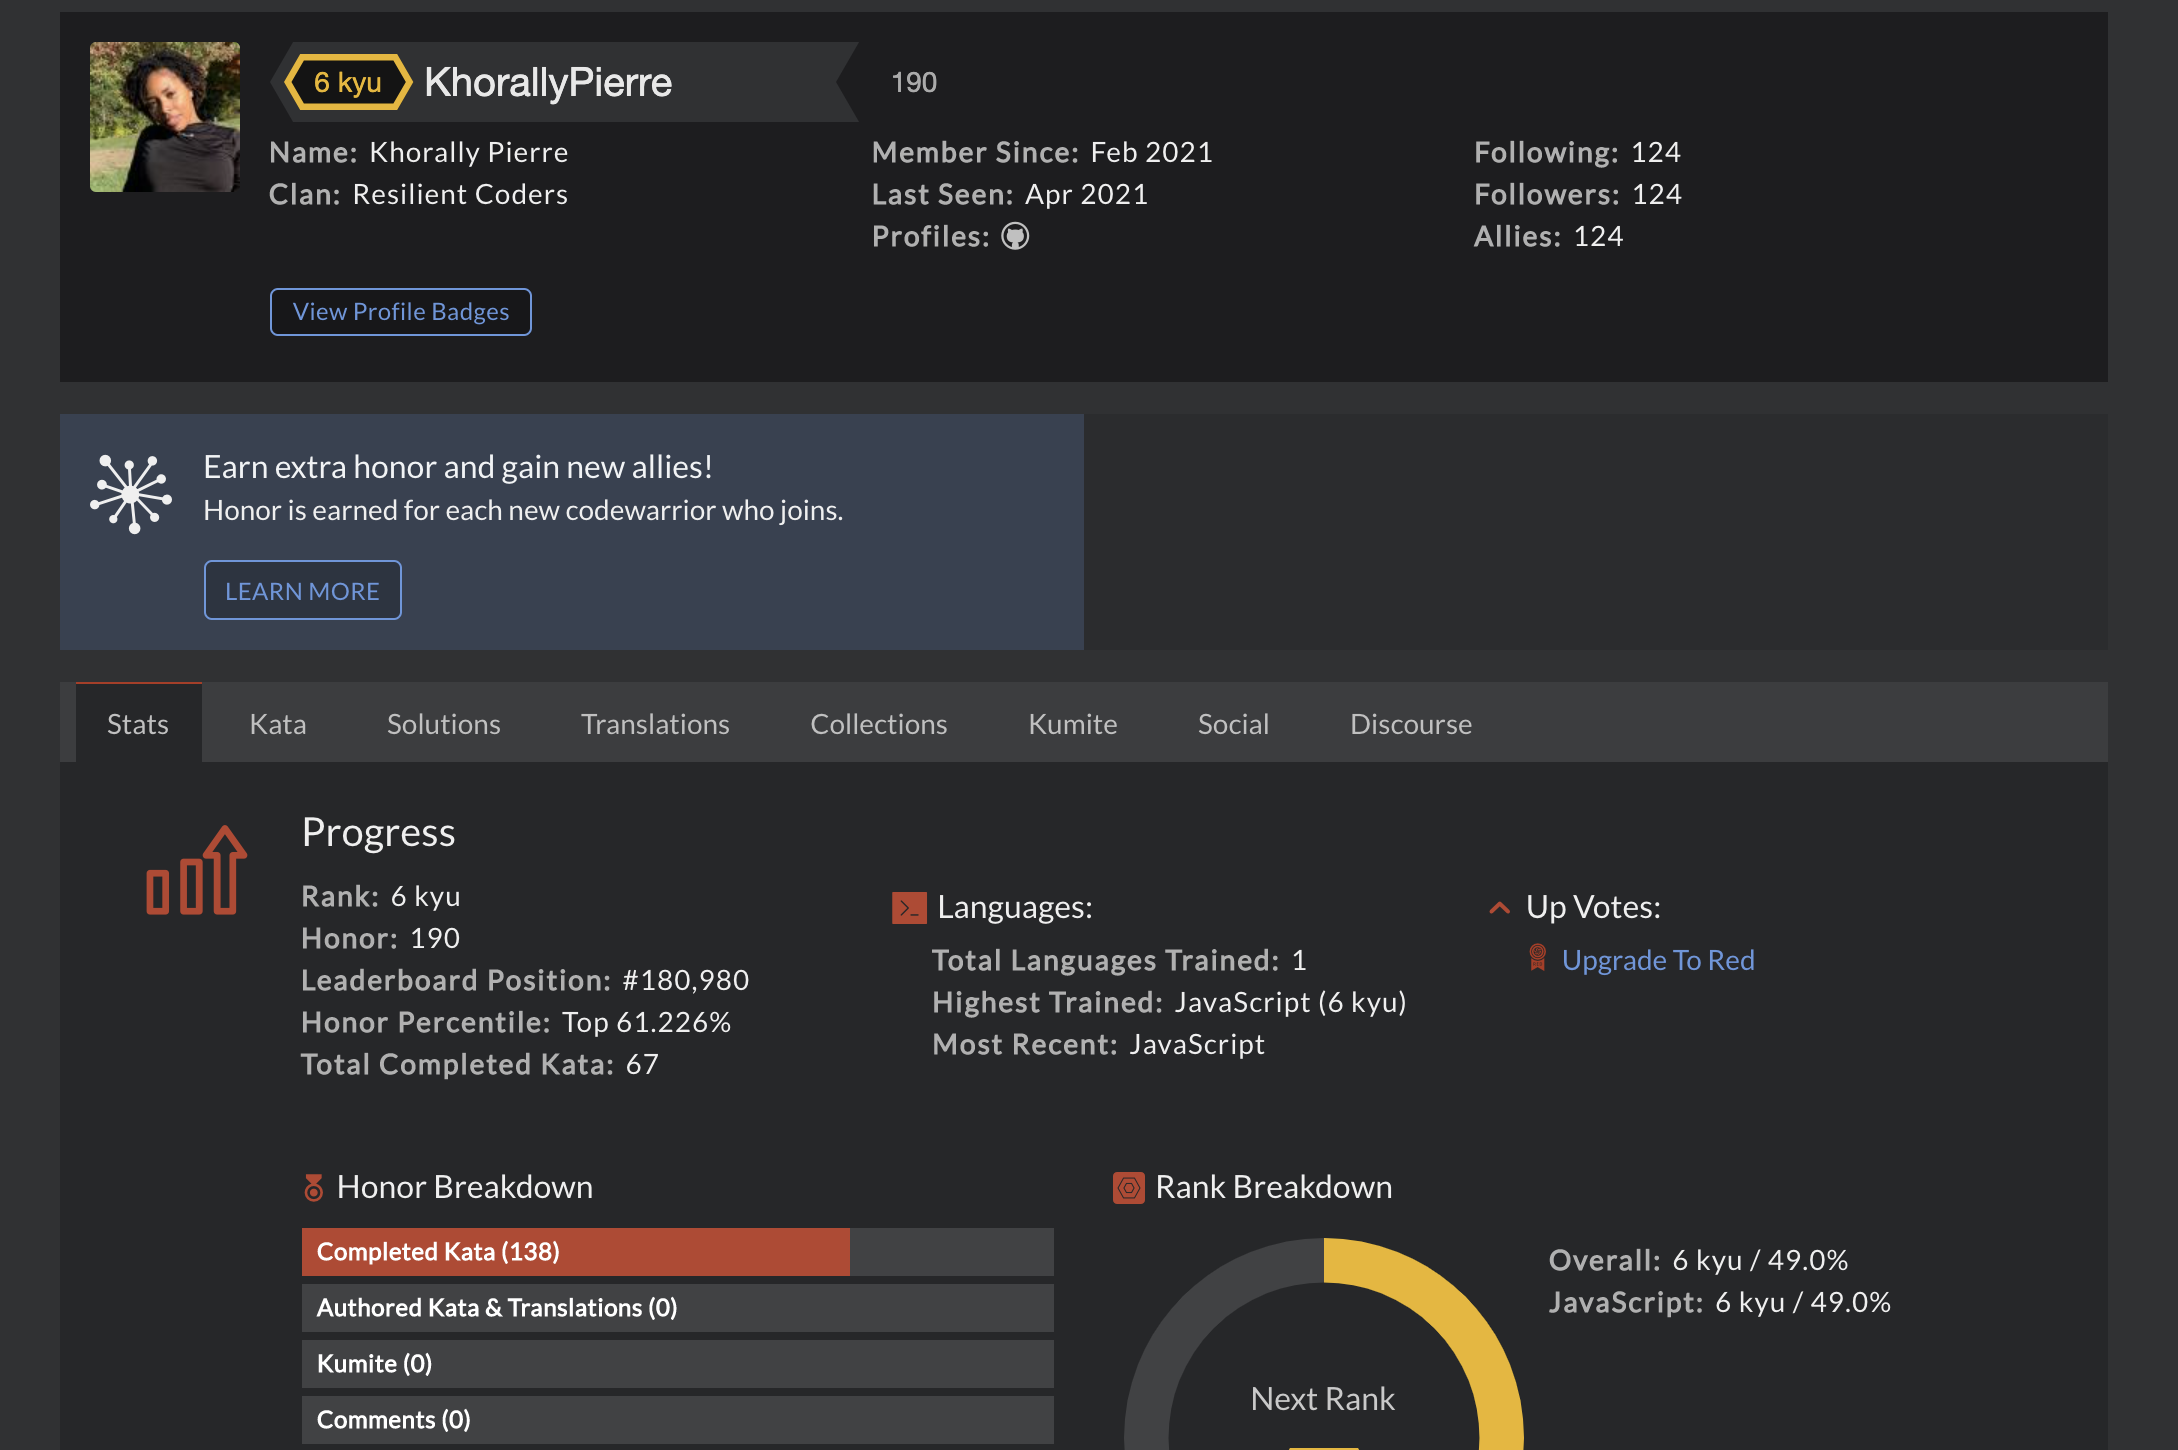 6 kyu KhorallyPierre 190
Name: Khorally Pierre
Clan: Resilient Coders
Member Since: Feb 2021
Last Seen: Apr 2021
Profiles:
Following: 124
Followers: 124
Allies: 124
View Profile Badges
Earn extra honor and gain new allies!
Honor is earned for each new codewarrior who joins.
LEARN MORE
Stats Kata Solutions Translations Collections Kumite Social Discourse
Progress
Rank: 6 kyu
Honor: 190
Leaderboard Position: #180,980
Honor Percentile: Top 61.226%
Total Completed Kata: 67
Languages:
Total Languages Trained: 1
Highest Trained: JavaScript (6 kyu)
Most Recent: JavaScript
Up Votes:
Upgrade To Red
Honor Breakdown
Completed Kata (138)
Authored Kata & Translations (0)
Kumite (0)
Comments (0)
Rank Breakdown
Next Rank
Overall: 6 kyu / 49.0%
JavaScript: 6 kyu / 49.0%